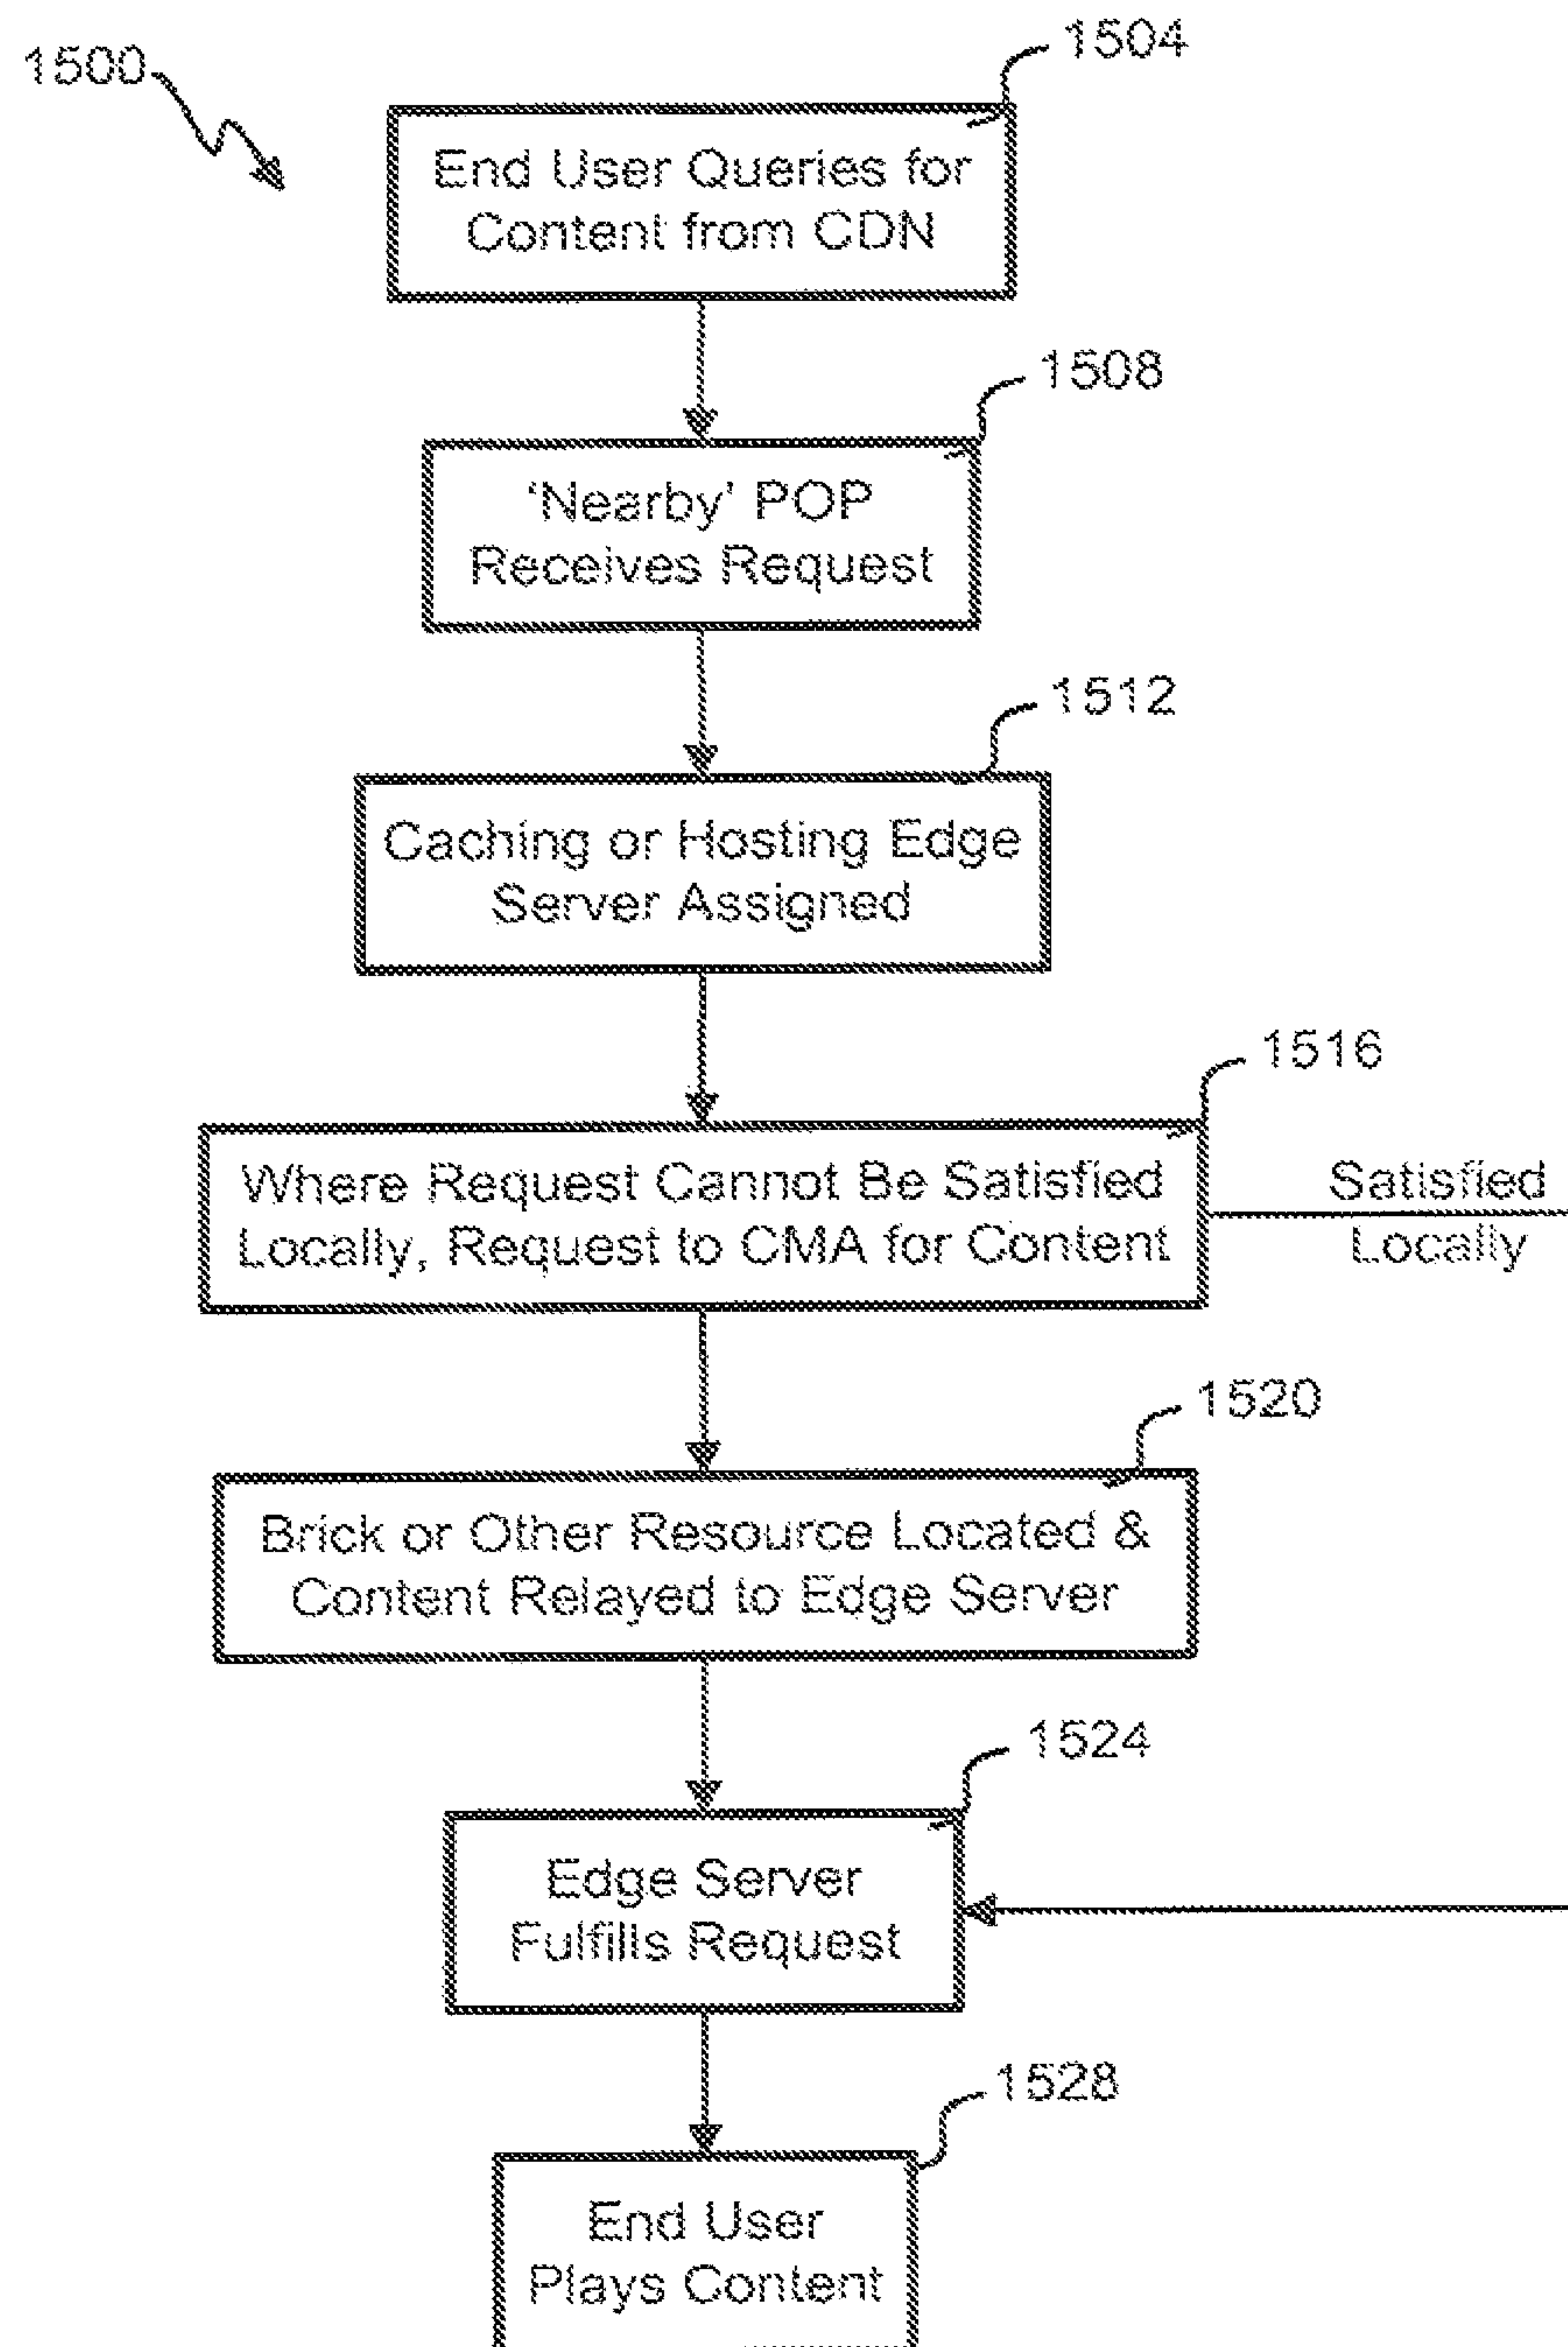 1500
1504
End User Queries for
Content from CDN
1508
‘Nearby’ POP
Receives Request
1512
Caching or Hosting Edge
Server Assigned
1516
Where Request Cannot Be Satisfied
Locally, Request to CMA for Content
Satisfied
Locally
1520
Brick or Other Resource Located &
Content Relayed to Edge Server
1524
Edge Server
Fulfills Request
1528
End User
Plays Content